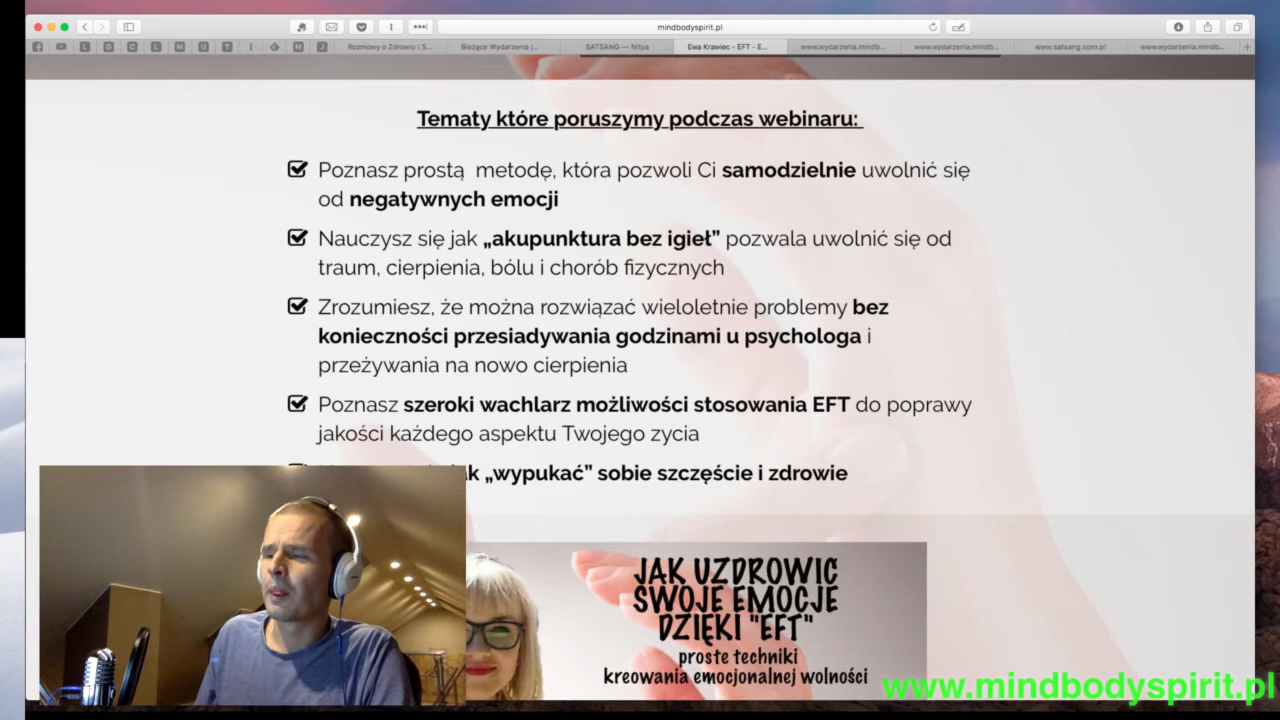 mindbodyspirit.pl
Rozmowy o Zdrowiu | S...
Bieżące Wydarzenia |...
SATSANG — Nitya
Ewa Krawiec - EFT - E...
www.wydarzenia.mindb...
www.wydarzenia.mindb...
www.satsang.com.pl
www.wydarzenia.mindb...
Tematy które poruszymy podczas webinaru:
Poznasz prostą metodę, która pozwoli Ci samodzielnie uwolnić się
od negatywnych emocji
Nauczysz się jak „akupunktura bez igieł” pozwala uwolnić się od
traum, cierpienia, bólu i chorób fizycznych
Zrozumiesz, że można rozwiązać wieloletnie problemy bez
konieczności przesiadywania godzinami u psychologa i
przeżywania na nowo cierpienia
Poznasz szeroki wachlarz możliwości stosowania EFT do poprawy
jakości każdego aspektu Twojego zycia
„wypukać” sobie szczęście i zdrowie
JAK UZDROWIC
SWOJE EMOCJE
DZIĘKI "EFT"
proste techniki
kreowania emocjonalnej wolności
www.mindbodyspirit.pl